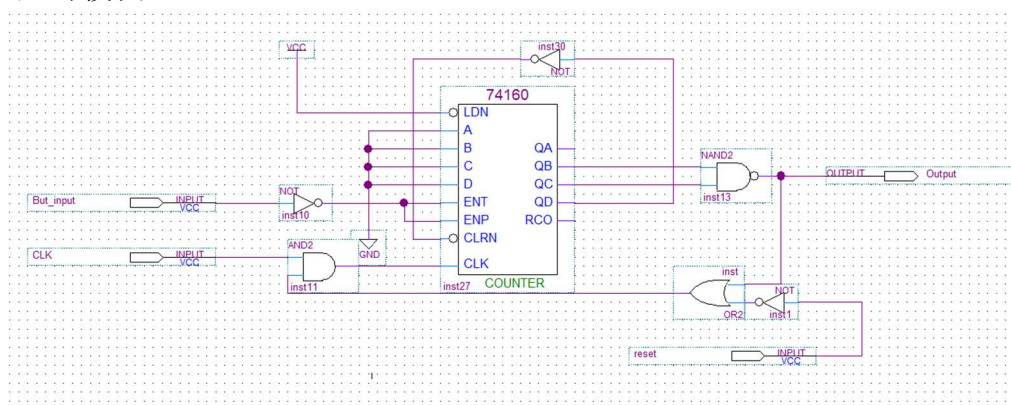 VCC
inst30
NOT
74160
LDN
A
B
C
D
ENT
ENP
CLRN
CLK
QA
QB
QC
QD
RCO
COUNTER
inst27
NAND2
inst13
OUTPUT
Output
But_input
INPUT
VCC
NOT
inst10
GND
CLK
INPUT
VCC
AND2
inst11
inst
OR2
NOT
inst1
reset
INPUT
VCC